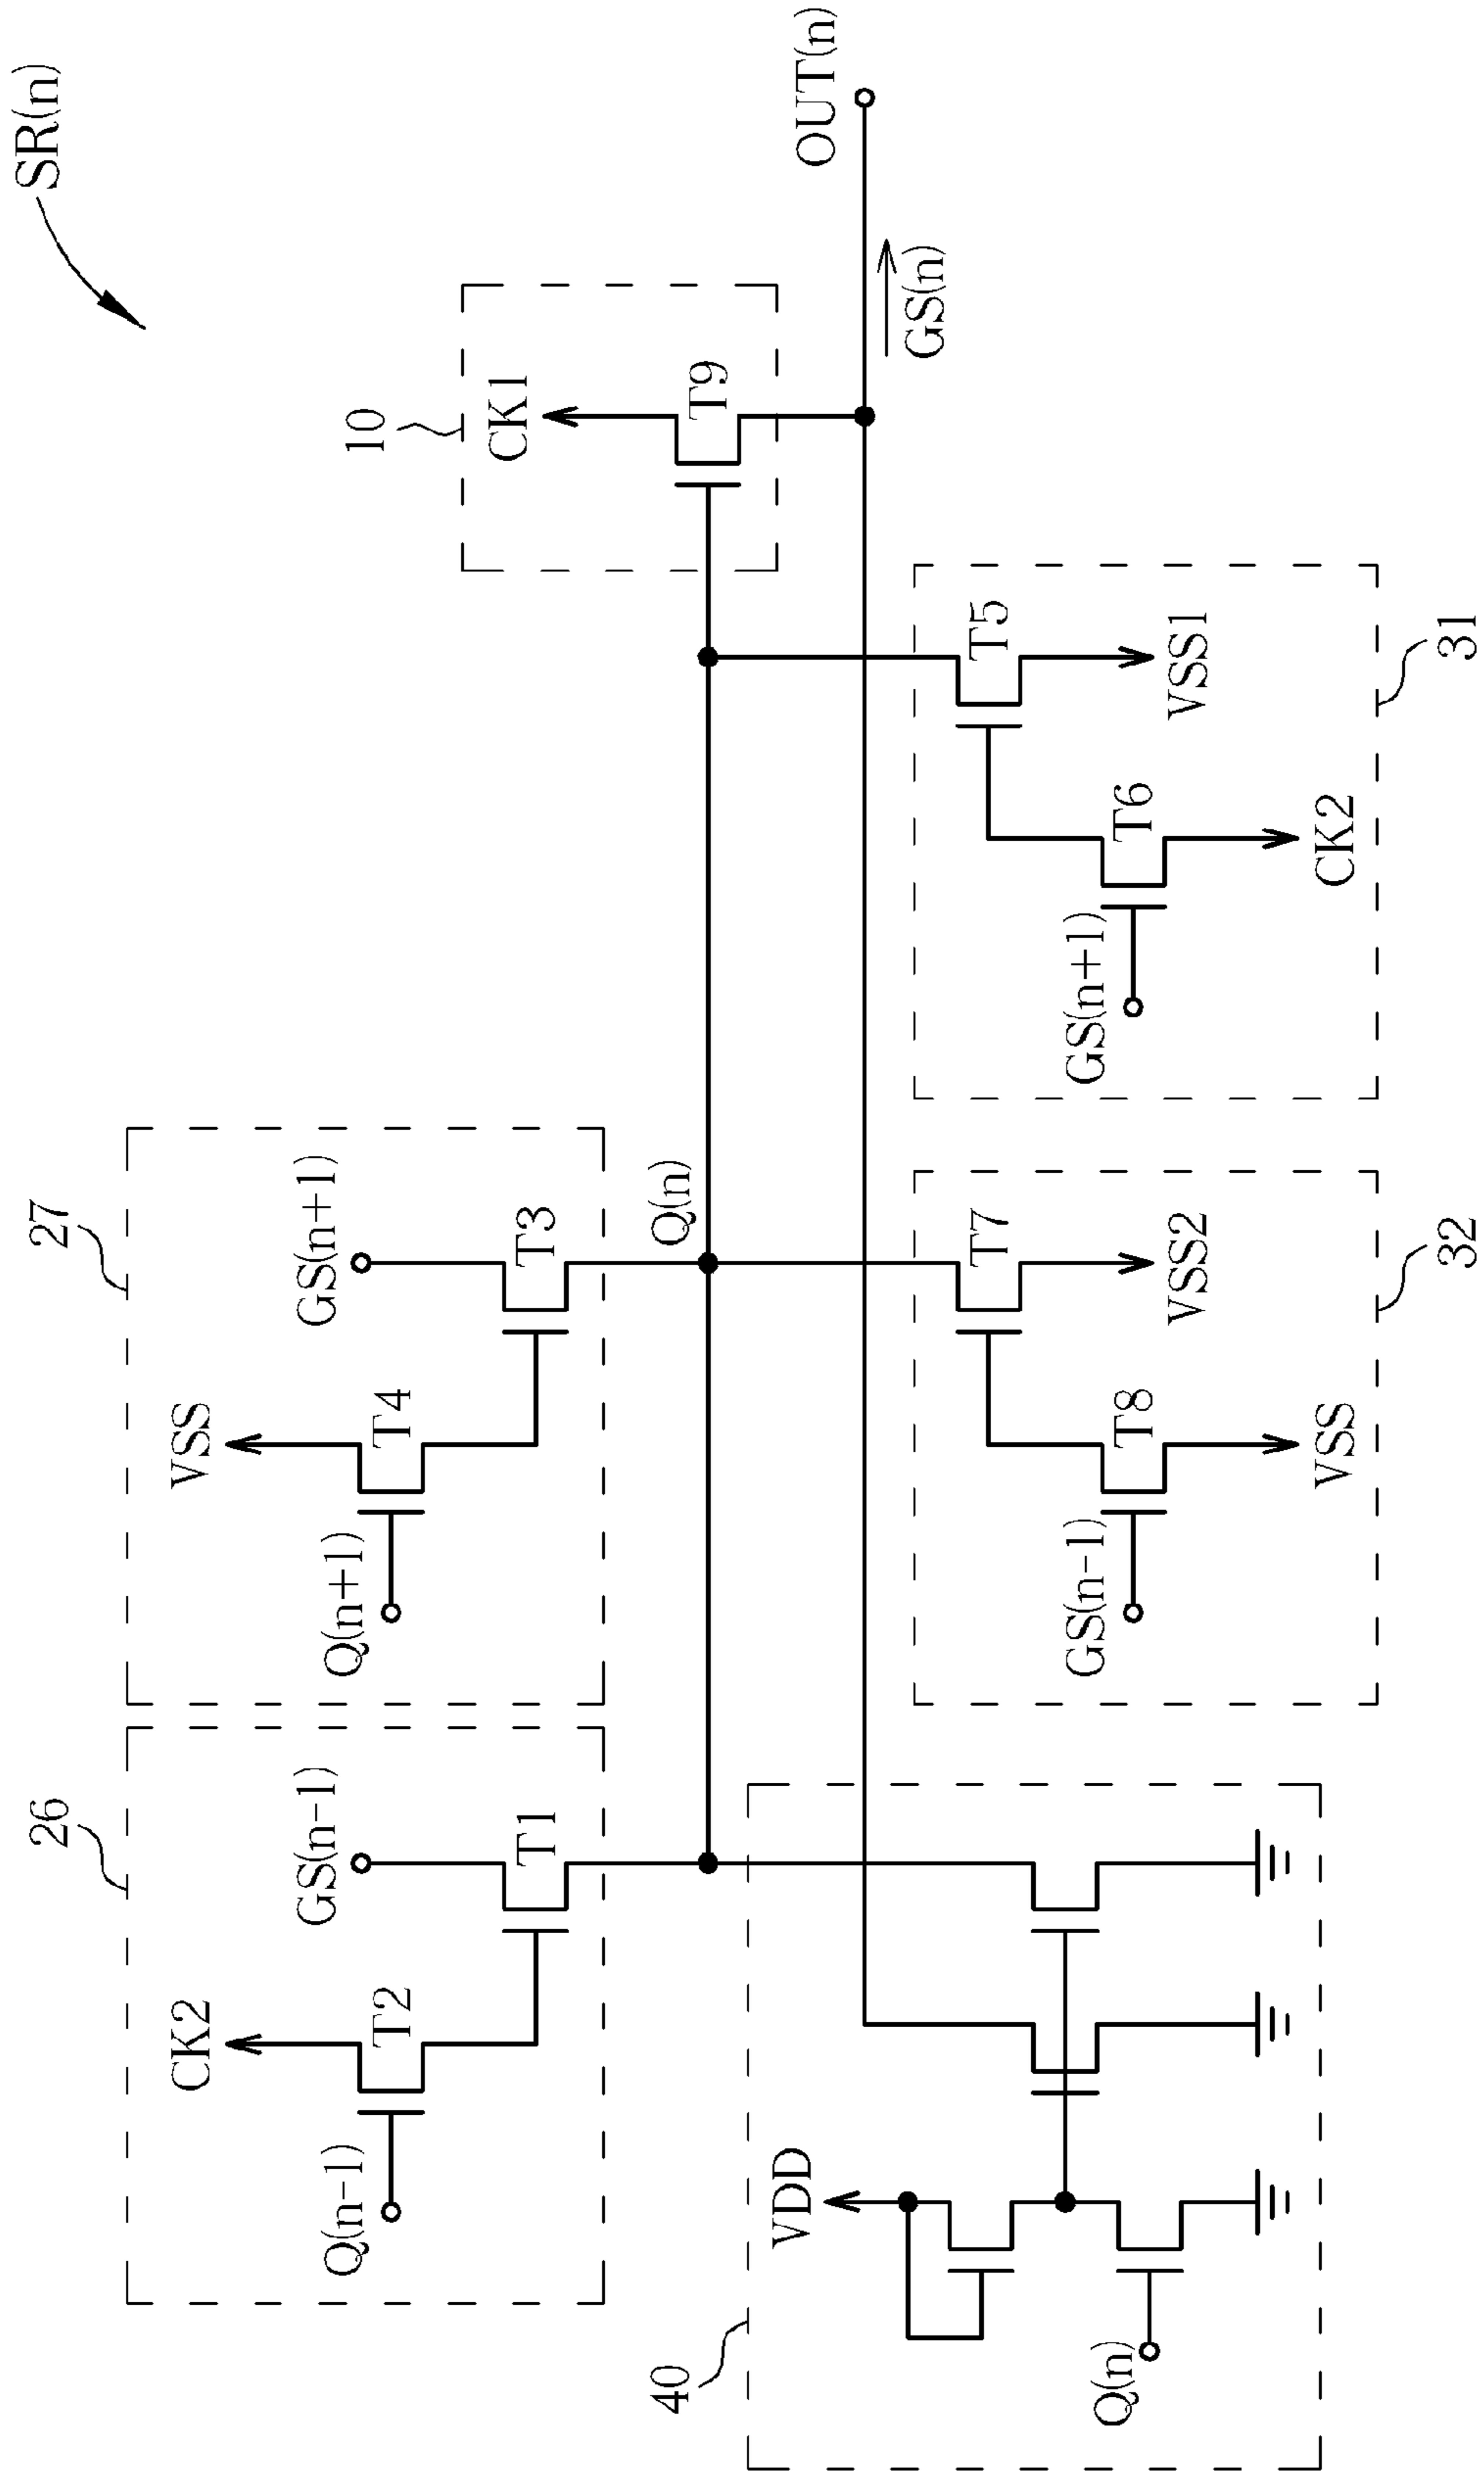 SR(n)
26
27
CK2
GS(n-1)
VSS
GS(n+1)
10
T2
T4
CK1
Q(n-1)
T1
Q(n+1)
T3
Q(n)
T9
40
VDD
OUT(n)
GS(n)
T7
T5
GS(n-1)
T8
VSS2
GS(n+1)
T6
VSS1
Q(n)
VSS
CK2
32
31